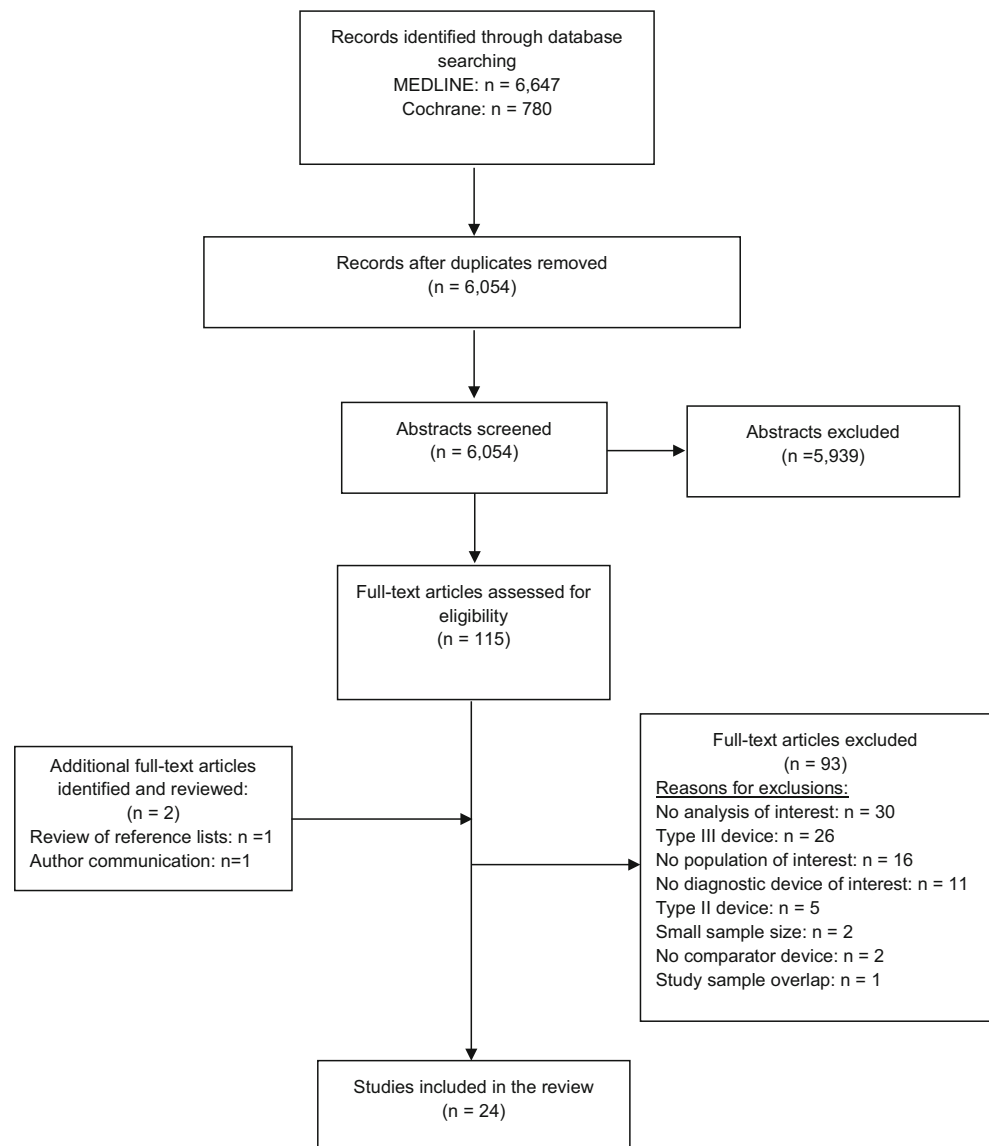 Records identified through database
searching
MEDLINE: n = 6,647
Cochrane: n = 780
Records after duplicates removed
(n = 6,054)
Abstracts screened
(n = 6,054)
Abstracts excluded
(n =5,939)
Full-text articles assessed for
eligibility
(n = 115)
Additional full-text articles
identified and reviewed:
(n = 2)
Review of reference lists: n =1
Author communication: n=1
Full-text articles excluded
(n = 93)
Reasons for exclusions:
No analysis of interest: n = 30
Type III device: n = 26
No population of interest: n = 16
No diagnostic device of interest: n = 11
Type II device: n = 5
Small sample size: n = 2
No comparator device: n = 2
Study sample overlap: n = 1
Studies included in the review
(n = 24)